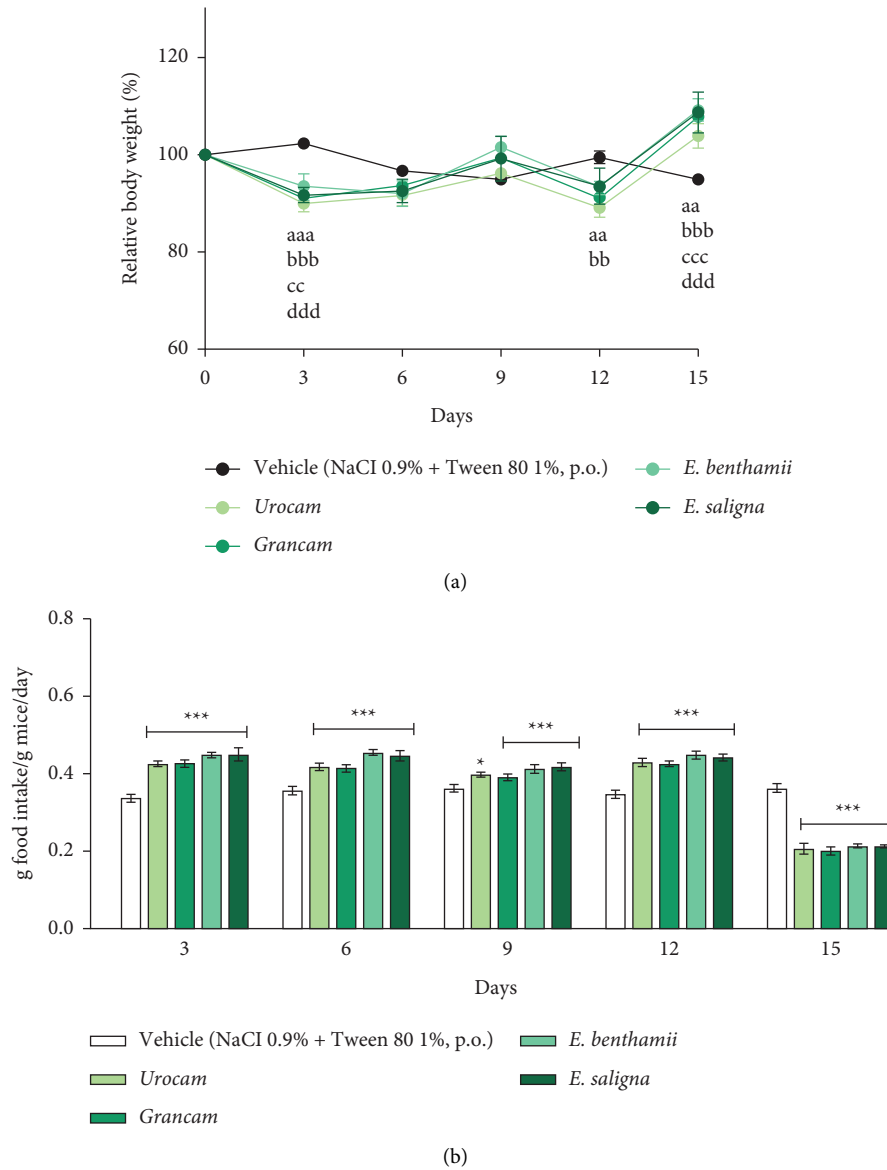 120
100
80
60
Relative body weight (%)
aaa
bbb
cc
ddd
aa
bb
aa
bbb
ccc
ddd
0 3 6 9 12 15
Days
Vehicle (NaCI 0.9% + Tween 80 1%, p.o.)
Urocam
Grancam
E. benthamii
E. saligna
(a)
0.8
0.6
0.4
0.2
0.0
g food intake/g mice/day
***
***
*
***
***
***
3 6 9 12 15
Days
Vehicle (NaCI 0.9% + Tween 80 1%, p.o.)
Urocam
Grancam
E. benthamii
E. saligna
(b)